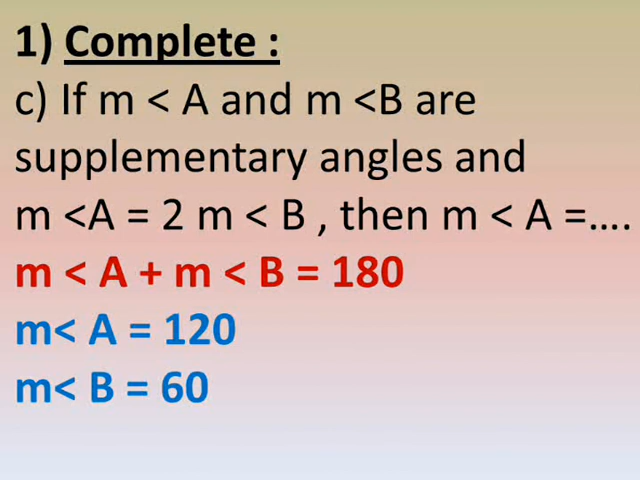 1) Complete :
c) If m < A and m <B are
supplementary angles and
m <A = 2 m < B , then m < A =....
m < A + m < B = 180
m< A = 120
m< B = 60